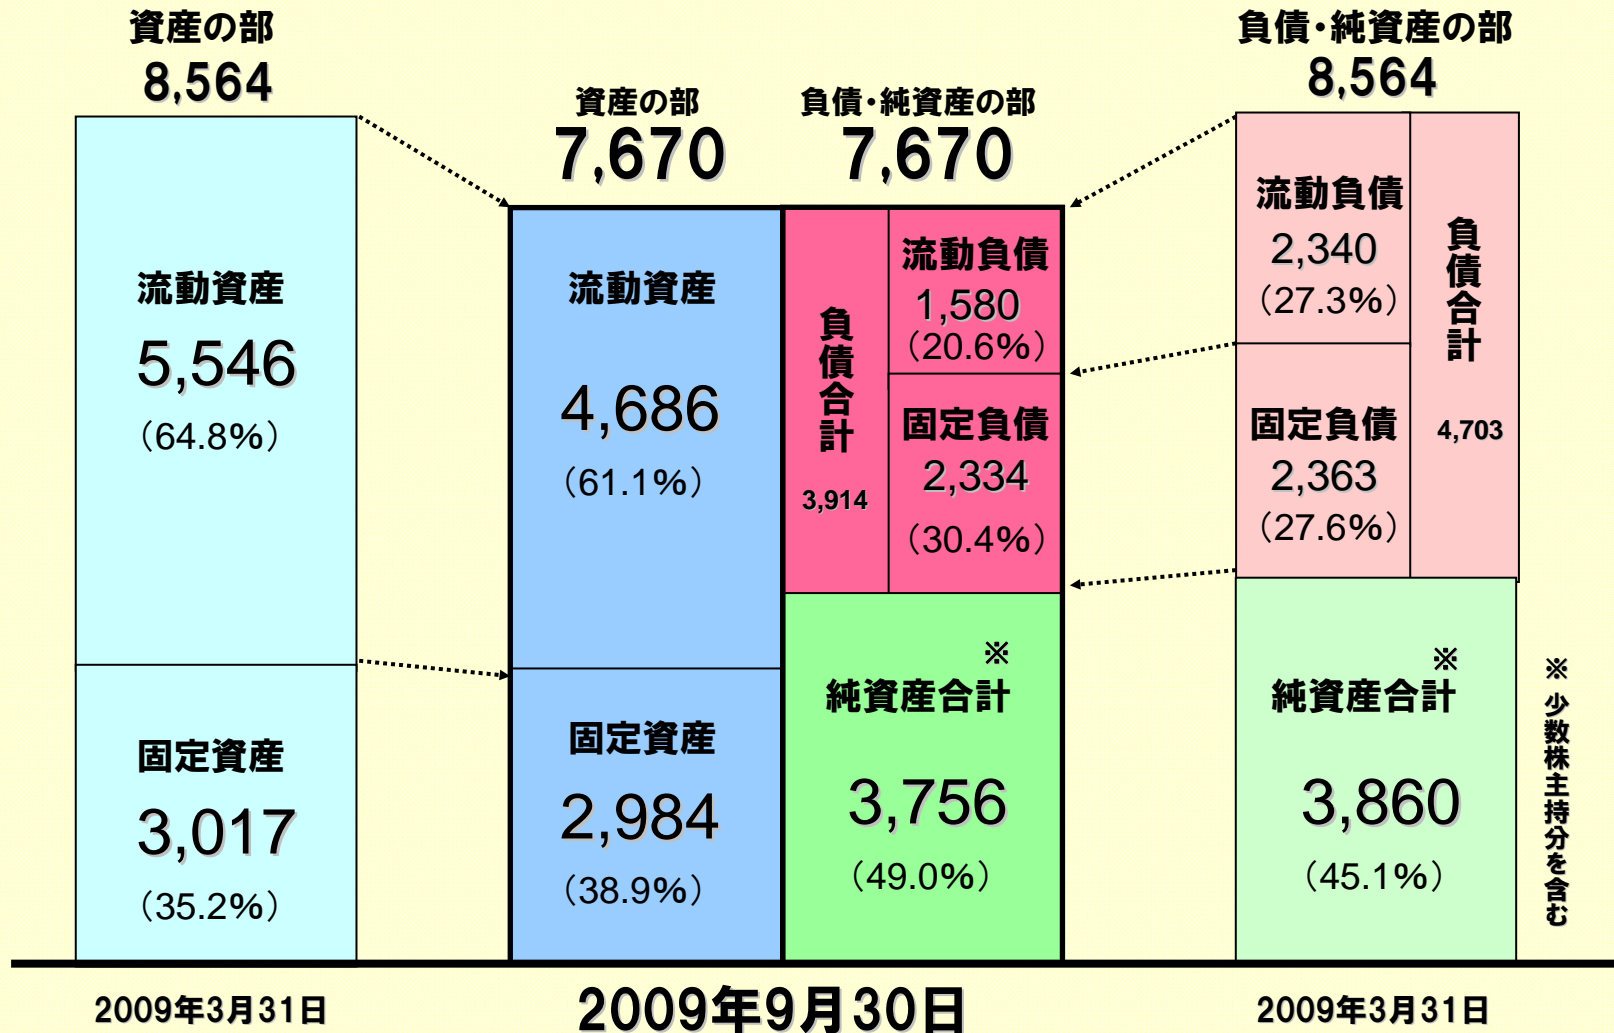 資産の部
8,564
流動資産
5,546
（64.8%）
固定資産
3,017
（35.2%）
2009年3月31日
資産の部
7,670
流動資産
4,686
（61.1%）
固定資産
2,984
（38.9%）
負債・純資産の部
7,670
負債合計
3,914
流動負債
1,580
（20.6%）
固定負債
2,334
（30.4%）
※
純資産合計
3,756
（49.0%）
2009年9月30日
負債・純資産の部
8,564
流動負債
2,340
（27.3%）
固定負債
2,363
（27.6%）
負債合計
4,703
※
純資産合計
3,860
（45.1%）
2009年3月31日
※ 少数株主持分を含む